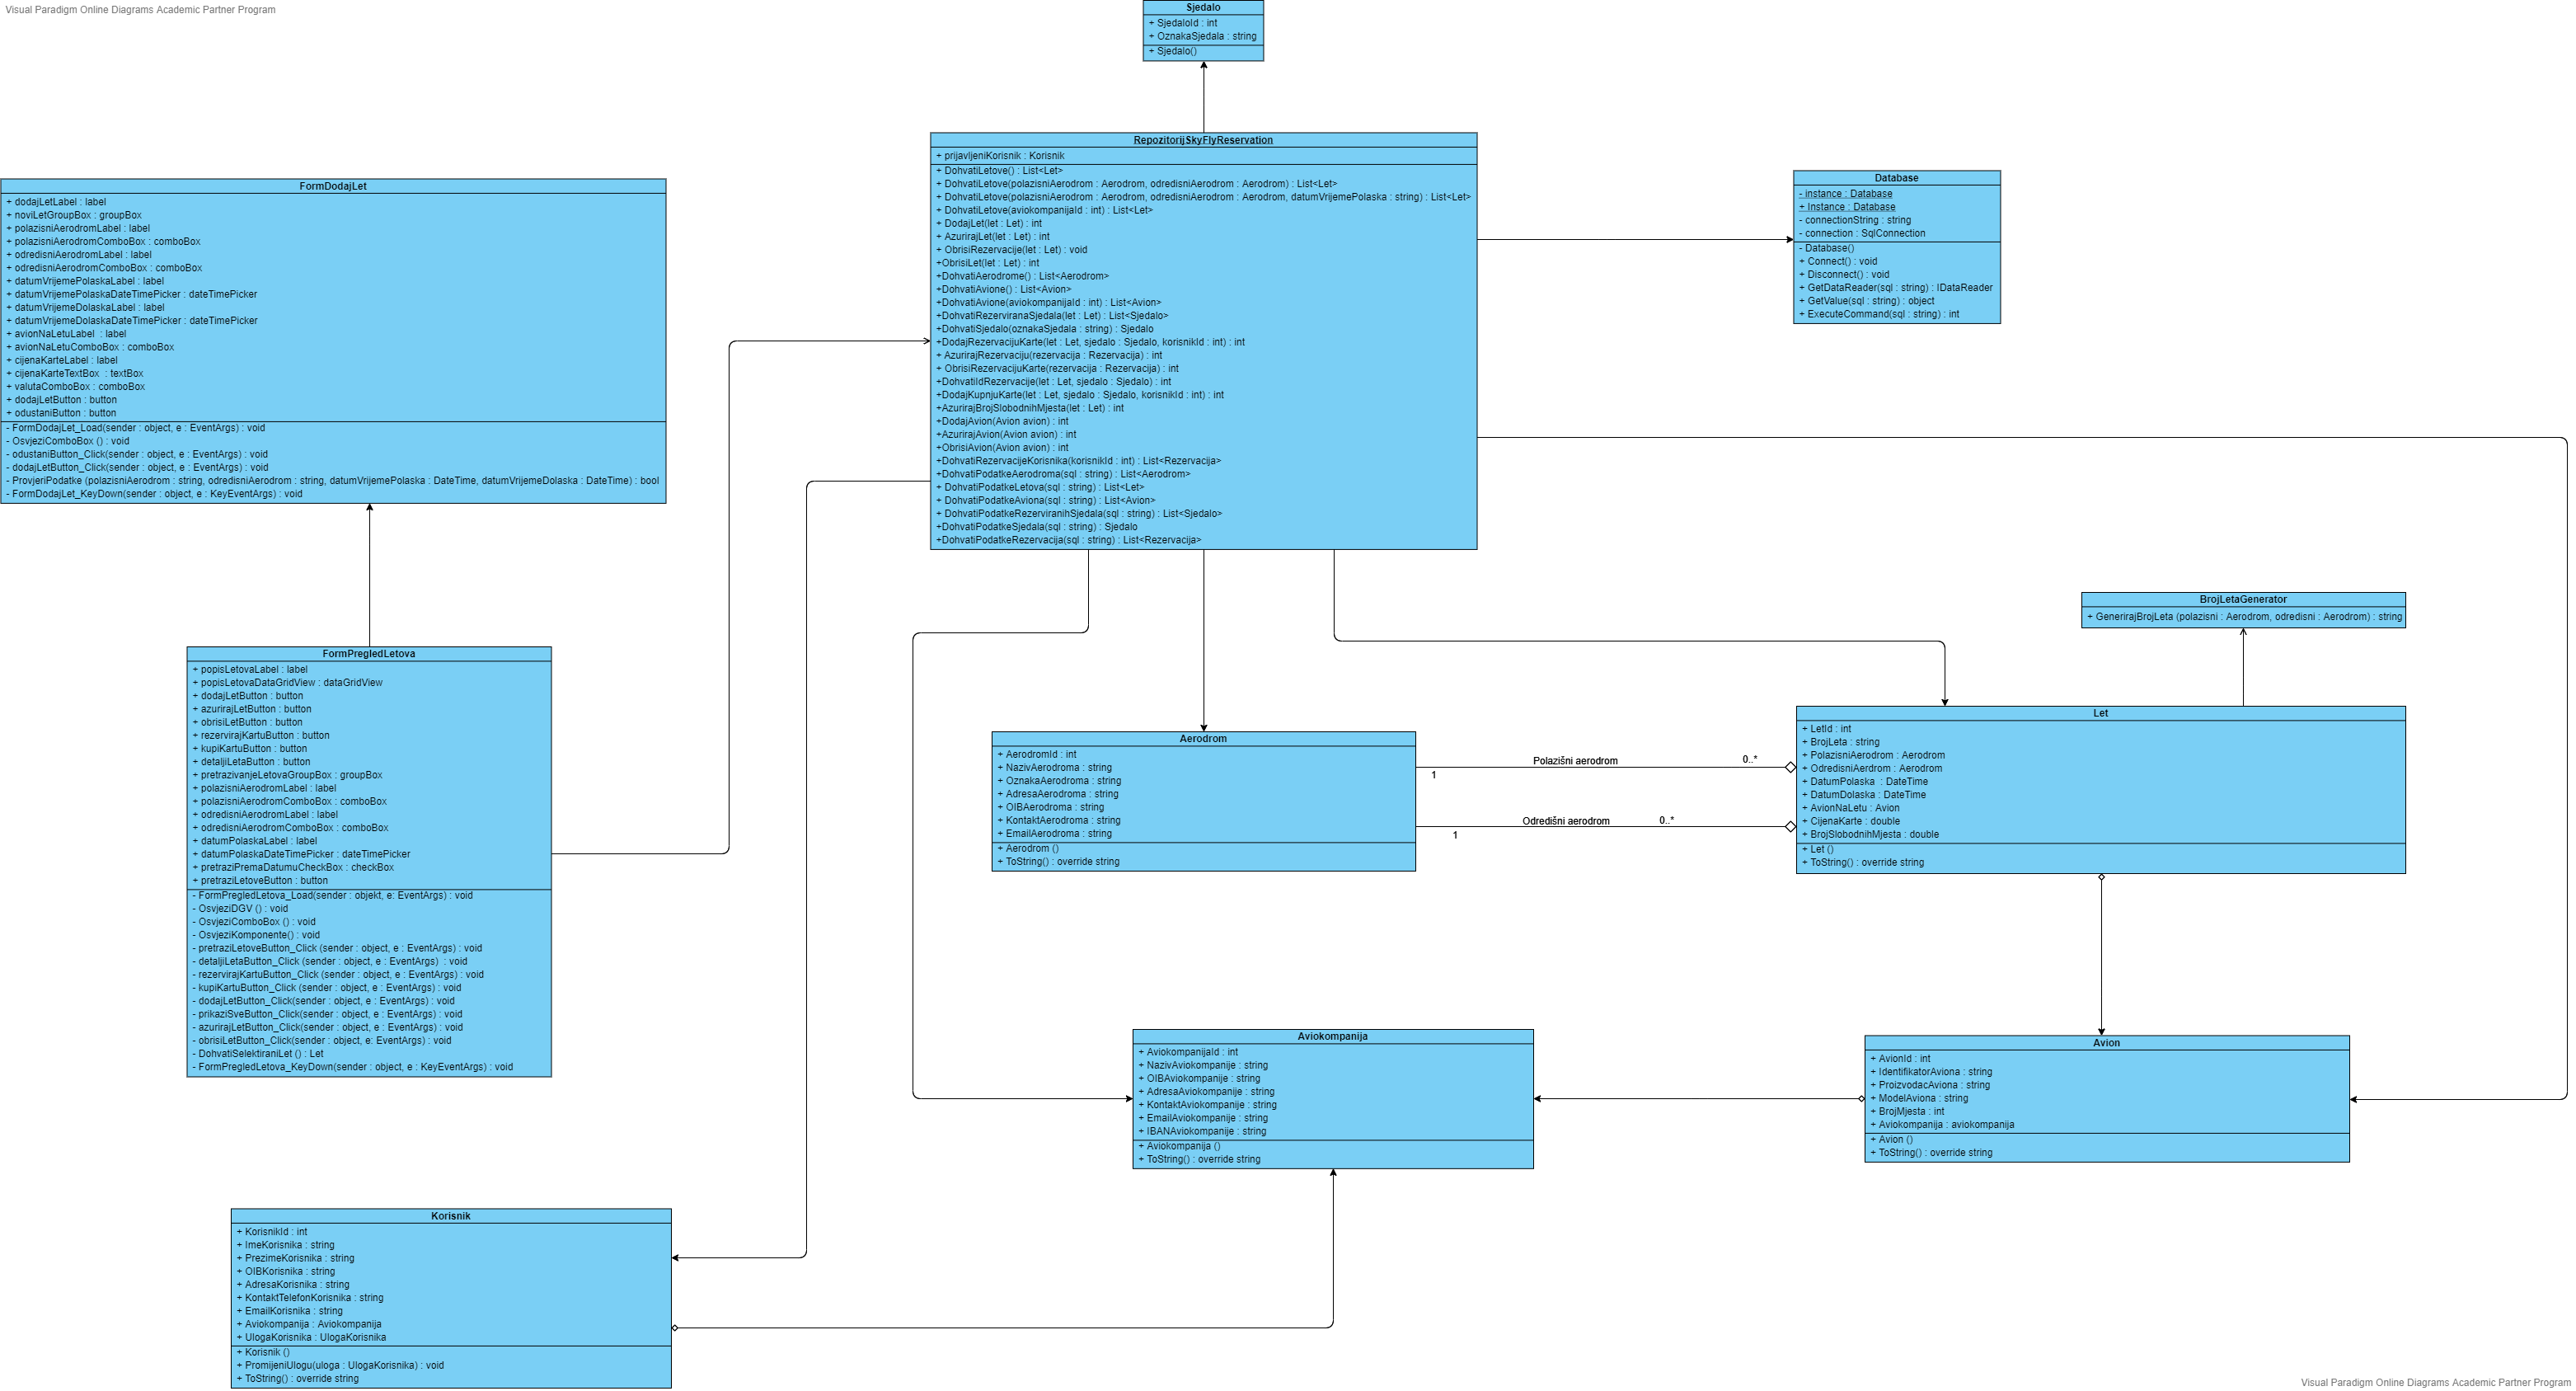 Visual Paradigm Online Diagrams Academic Partner Program
Sjedalo
+ SjedaloId : int
+ OznakaSjedala : string
+ Sjedalo()
RepozitorijSkyFlyReservation
+ prijavljeniKorisnik : Korisnik
+ DohvatiLetove() : List<Let>
+ DohvatiLetove(polazisniAerodrom : Aerodrom, odredisniAerodrom : Aerodrom) : List<Let>
+ DohvatiLetove(polazisniAerodrom : Aerodrom, odredisniAerodrom : Aerodrom, datumVrijemePolaska : string) : List<Let>
+ DohvatiLetove(aviokompanijaId : int) : List<Let>
+ DodajLet(let : Let) : int
+ AzurirajLet(let : Let) : int
+ ObrisiRezervacije(let : Let) : void
+ObrisiLet(let : Let) : int
+DohvatiAerodrome() : List<Aerodrom>
+DohvatiAvione() : List<Avion>
+DohvatiAvione(aviokompanijaId : int) : List<Avion>
+DohvatiRezerviranaSjedala(let : Let) : List<Sjedalo>
+DohvatiSjedalo(oznakaSjedala : string) : Sjedalo
+DodajRezervacijuKarte(let : Let, sjedalo : Sjedalo, korisnikId : int) : int
+ AzurirajRezervaciju(rezervacija : Rezervacija) : int
+ ObrisiRezervacijuKarte(rezervacija : Rezervacija) : int
+DohvatiIdRezervacije(let : Let, sjedalo : Sjedalo) : int
+DodajKupnjuKarte(let : Let, sjedalo : Sjedalo, korisnikId : int) : int
+AzurirajBrojSlobodnihMjesta(let : Let) : int
+DodajAvion(Avion avion) : int
+AzurirajAvion(Avion avion) : int
+ObrisiAvion(Avion avion) : int
+DohvatiRezervacijeKorisnika(korisnikId : int) : List<Rezervacija>
+DohvatiPodatkeAerodroma(sql : string) : List<Aerodrom>
+ DohvatiPodatkeLetova(sql : string) : List<Let>
+ DohvatiPodatkeAviona(sql : string) : List<Avion>
+ DohvatiPodatkeRezerviranihSjedala(sql : string) : List<Sjedalo>
+DohvatiPodatkeSjedala(sql : string) : Sjedalo
+DohvatiPodatkeRezervacija(sql : string) : List<Rezervacija>
Database
- instance : Database
+ Instance : Database
- connectionString : string
- connection : SqlConnection
- Database()
+ Connect() : void
+ Disconnect() : void
+ GetDataReader(sql : string) : IDataReader
+ GetValue(sql : string) : object
+ ExecuteCommand(sql : string) : int
FormDodajLet
+ dodajLetLabel : label
+ noviLetGroupBox : groupBox
+ polazisniAerodromLabel : label
+ polazisniAerodromComboBox : comboBox
+ odredisniAerodromLabel : label
+ odredisniAerodromComboBox : comboBox
+ datumVrijemePolaskaLabel : label
+ datumVrijemePolaskaDateTimePicker : dateTimePicker
+ datumVrijemeDolaskaLabel : label
+ datumVrijemeDolaskaDateTimePicker : dateTimePicker
+ avionNaLetuLabel : label
+ avionNaLetuComboBox : comboBox
+ cijenaKarteLabel : label
+ cijenaKarteTextBox : textBox
+ valutaComboBox : comboBox
+ dodajLetButton : button
+ odustaniButton : button
- FormDodajLet_Load(sender : object, e : EventArgs) : void
- OsvjeziComboBox () : void
- odustaniButton_Click(sender : object, e : EventArgs) : void
- dodajLetButton_Click(sender : object, e : EventArgs) : void
- ProvjeriPodatke (polazisniAerodrom : string, odredisniAerodrom : string, datumVrijemePolaska : DateTime, datumVrijemeDolaska : DateTime) : bool
- FormDodajLet_KeyDown(sender : object, e : KeyEventArgs) : void
BrojLetaGenerator
+ GenerirajBrojLeta (polazisni : Aerodrom, odredisni : Aerodrom) : string
FormPregledLetova
+ popisLetovaLabel : label
+ popisLetovaDataGridView : dataGridView
+ dodajLetButton : button
+ azurirajLetButton : button
+ obrisiLetButton : button
+ rezervirajKartuButton : button
+ kupiKartuButton : button
+ detaljiLetaButton : button
+ pretrazivanjeLetovaGroupBox : groupBox
+ polazisniAerodromLabel : label
+ polazisniAerodromComboBox : comboBox
+ odredisniAerodromLabel : label
+ odredisniAerodromComboBox : comboBox
+ datumPolaskaLabel : label
+ datumPolaskaDateTimePicker : dateTimePicker
+ pretraziPremaDatumuCheckBox : checkBox
+ pretraziLetoveButton : button
- FormPregledLetova_Load(sender : objekt, e: EventArgs) : void
- OsvjeziDGV () : void
- OsvjeziComboBox () : void
- OsvjeziKomponente() : void
- pretraziLetoveButton_Click (sender : object, e : EventArgs) : void
- detaljiLetaButton_Click (sender : object, e : EventArgs) : void
- rezervirajKartuButton_Click (sender : object, e : EventArgs) : void
- kupiKartuButton_Click (sender : object, e : EventArgs) : void
- dodajLetButton_Click(sender : object, e : EventArgs) : void
- prikaziSveButton_Click(sender : object, e : EventArgs) : void
- azurirajLetButton_Click(sender : object, e : EventArgs) : void
- obrisiLetButton_Click(sender : object, e: EventArgs) : void
- DohvatiSelektiraniLet () : Let
- FormPregledLetova_KeyDown(sender : object, e : KeyEventArgs) : void
Aerodrom
+ AerodromId : int
+ NazivAerodroma : string
+ OznakaAerodroma : string
+ AdresaAerodroma : string
+ OIBAerodroma : string
+ KontaktAerodroma : string
+ EmailAerodroma : string
+ Aerodrom ()
+ ToString() : override string
Polazišni aerodrom
0..*
1
Odredišni aerodrom
0..*
1
Let
+ LetId : int
+ BrojLeta : string
+ PolazisniAerodrom : Aerodrom
+ OdredisniAerdrom : Aerodrom
+ DatumPolaska : DateTime
+ DatumDolaska : DateTime
+ AvionNaLetu : Avion
+ CijenaKarte : double
+ BrojSlobodnihMjesta : double
+ Let ()
+ ToString() : override string
Aviokompanija
+ AviokompanijaId : int
+ NazivAviokompanije : string
+ OIBAviokompanije : string
+ AdresaAviokompanije : string
+ KontaktAviokompanije : string
+ EmailAviokompanije : string
+ IBANAviokompanije : string
+ Aviokompanija ()
+ ToString() : override string
Avion
+ AvionId : int
+ IdentifikatorAviona : string
+ ProizvodacAviona : string
+ ModelAviona : string
+ BrojMjesta : int
+ Aviokompanija : aviokompanija
+ Avion ()
+ ToString() : override string
Korisnik
+ KorisnikId : int
+ ImeKorisnika : string
+ PrezimeKorisnika : string
+ OIBKorisnika : string
+ AdresaKorisnika : string
+ KontaktTelefonKorisnika : string
+ EmailKorisnika : string
+ Aviokompanija : Aviokompanija
+ UlogaKorisnika : UlogaKorisnika
+ Korisnik ()
+ PromijeniUlogu(uloga : UlogaKorisnika) : void
+ ToString() : override string
Visual Paradigm Online Diagrams Academic Partner Program